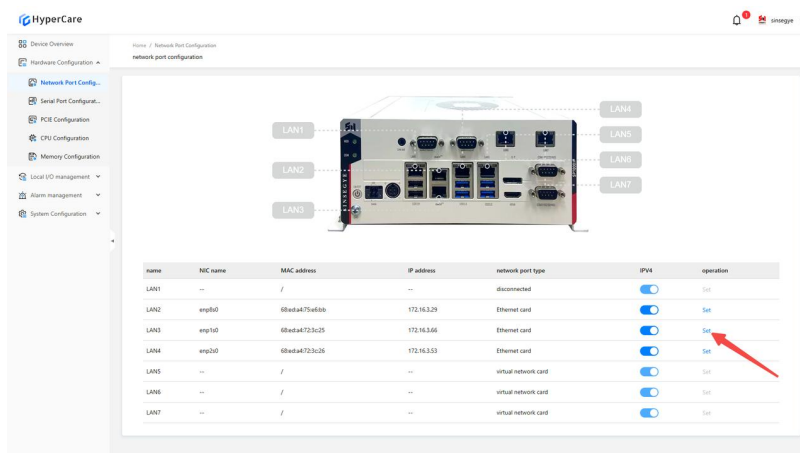 HyperCare
1
sinsegye
Device Overview
Hardware Configuration
Network Port Config...
Serial Port Configurat...
PCIE Configuration
CPU Configuration
Memory Configuration
Local I/O management
Alarm management
System Configuration
Home / Network Port Configuration
network port configuration
LAN1
LAN2
LAN3
LAN4
LAN5
LAN6
LAN7
SINSEGYE
name NIC name MAC address IP address network port type IPV4 operation
LAN1 -- / -- disconnected Set
LAN2 enp8s0 68:ed:a4:75:e6:bb 172.16.3.29 Ethernet card Set
LAN3 enp1s0 68:ed:a4:72:3c:25 172.16.3.66 Ethernet card Set
LAN4 enp2s0 68:ed:a4:72:3c:26 172.16.3.53 Ethernet card Set
LAN5 -- / -- virtual network card Set
LAN6 -- / -- virtual network card Set
LAN7 -- / -- virtual network card Set